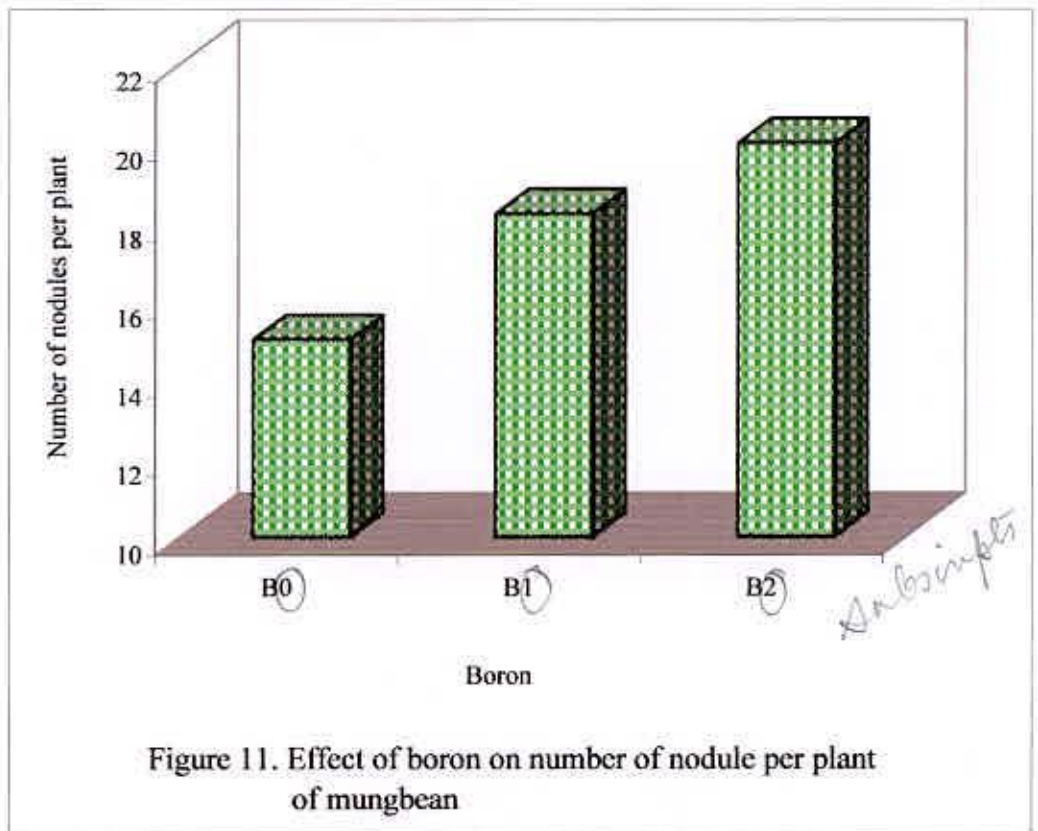 22
20
18
16
14
12
10
Number of nodules per plant
B0
B1
B2
Subscripts
Boron
Figure 11. Effect of boron on number of nodule per plant
of mungbean